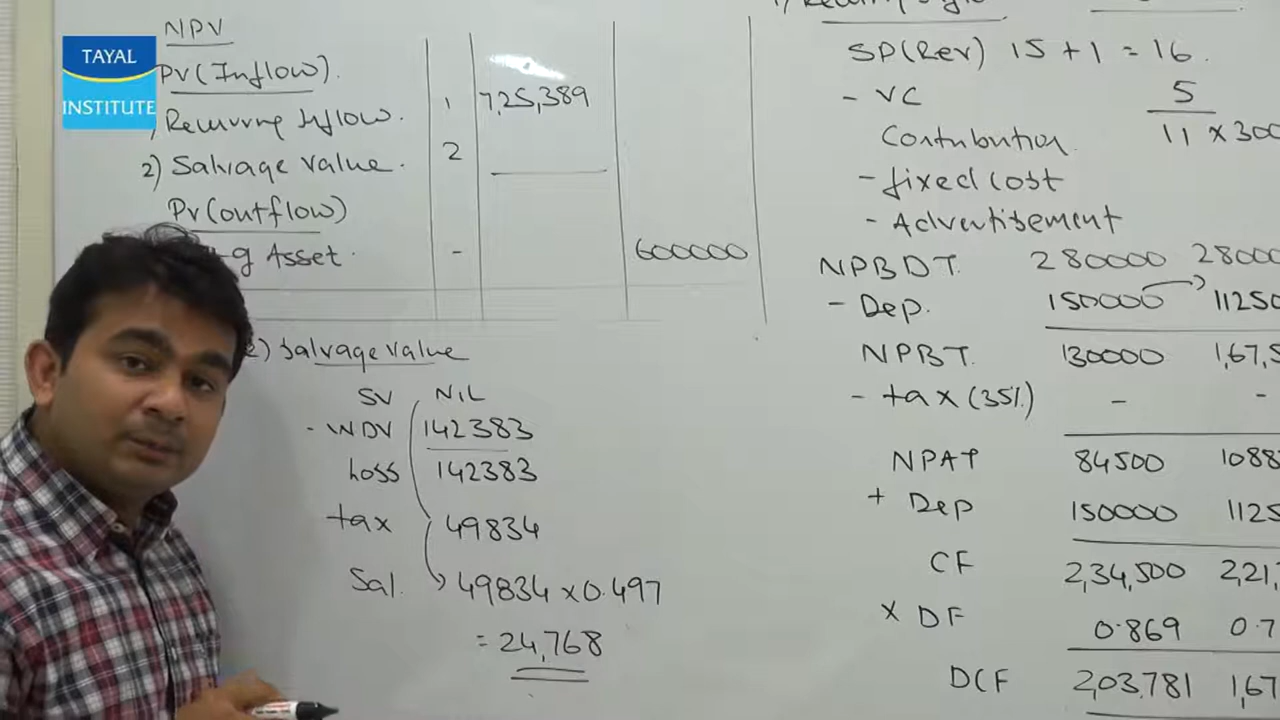 NPV
TAYAL
INSTITUTE
PV(Inflow).
1) Recurring Inflow. 1 7,25,389
2) Salvage value. 2
PV(outflow)
g Asset. - 600000
2) Salvage value
SV NIL
- WDV 142383
Loss 142383
tax 49834
Sal. 49834 x 0.497
= 24,768
SP(Rev) 15 + 1 = 16.
- VC 5
Contribution 11 x 300
- fixed cost
- Advertisement
NPBDT. 280000 28000
- Dep. 150000 11250
NPBT. 130000 1,67,5
- tax (35%) - -
NPAT 84500 1088
+ Dep 150000 1125
CF 2,34,500 2,21,
x DF 0.869 0.7
DCF 2,03,781 1,67